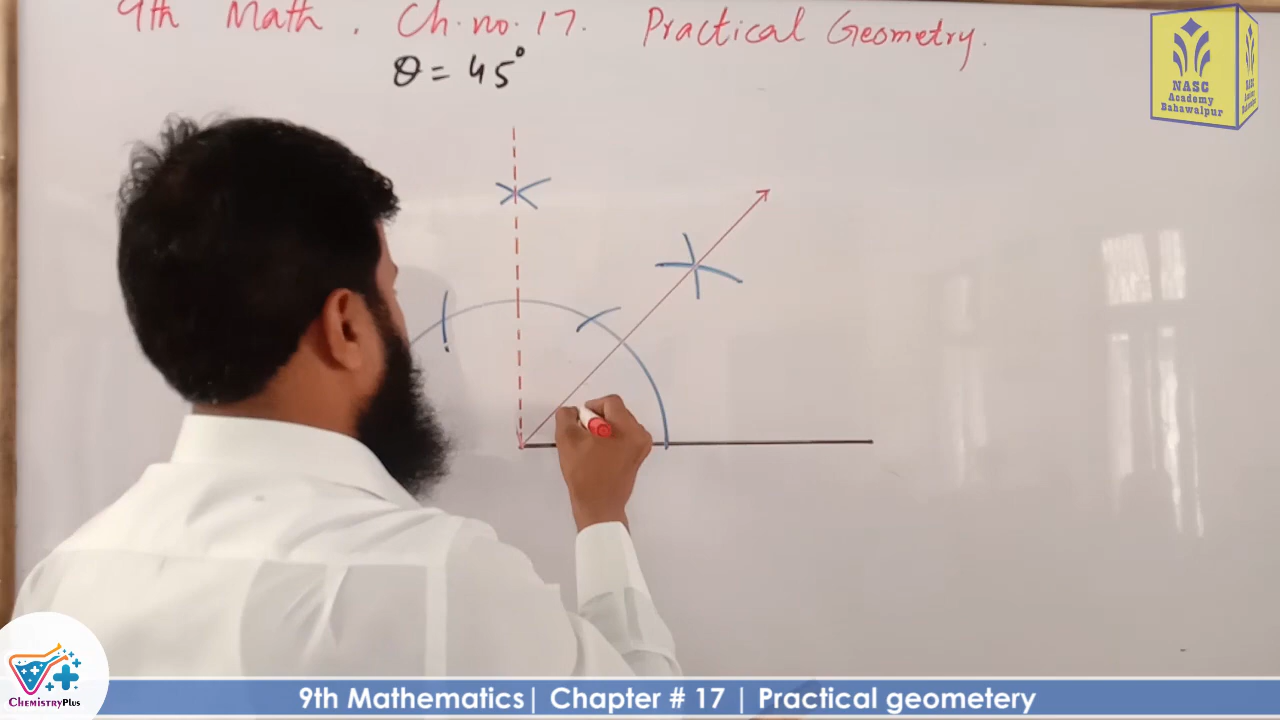 9th Math. Ch.no.17. Practical Geometry.
θ = 45°
NASC
Academy
Bahawalpur
ChemistryPlus
9th Mathematics| Chapter # 17 | Practical geometery